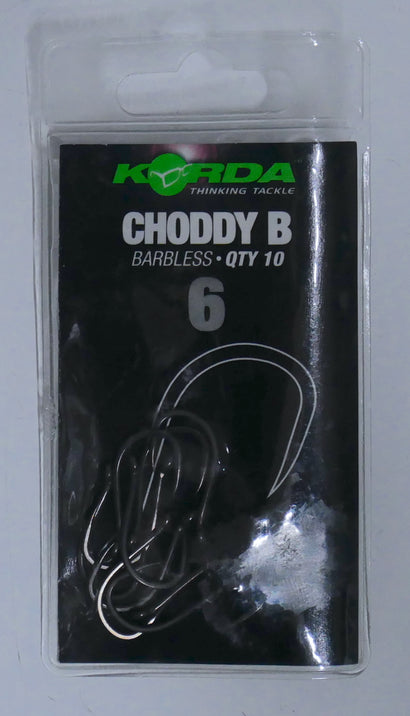 KORDA
THINKING TACKLE
CHODDY B
BARBLESS • QTY 10
6